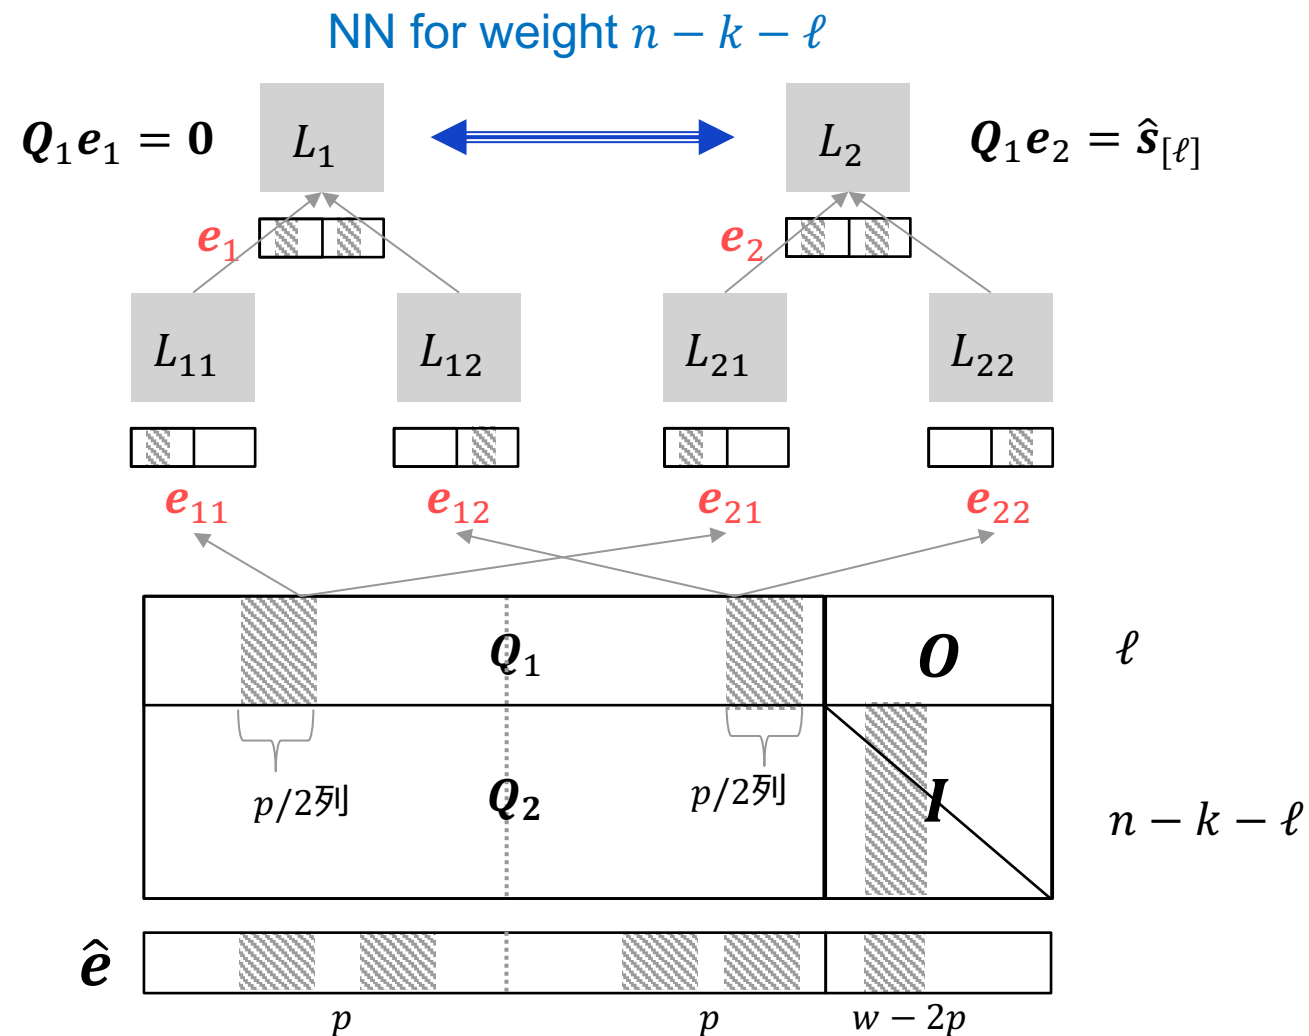 NN for weight n − k − ℓ
Q₁e₁ = 0
L₁
L₂
Q₁e₂ = ŝ_[ℓ]
e₁
e₂
L₁₁
L₁₂
L₂₁
L₂₂
e₁₁
e₁₂
e₂₁
e₂₂
Q₁
O
ℓ
p/2列
Q₂
p/2列
I
n − k − ℓ
ê
p
p
w − 2p